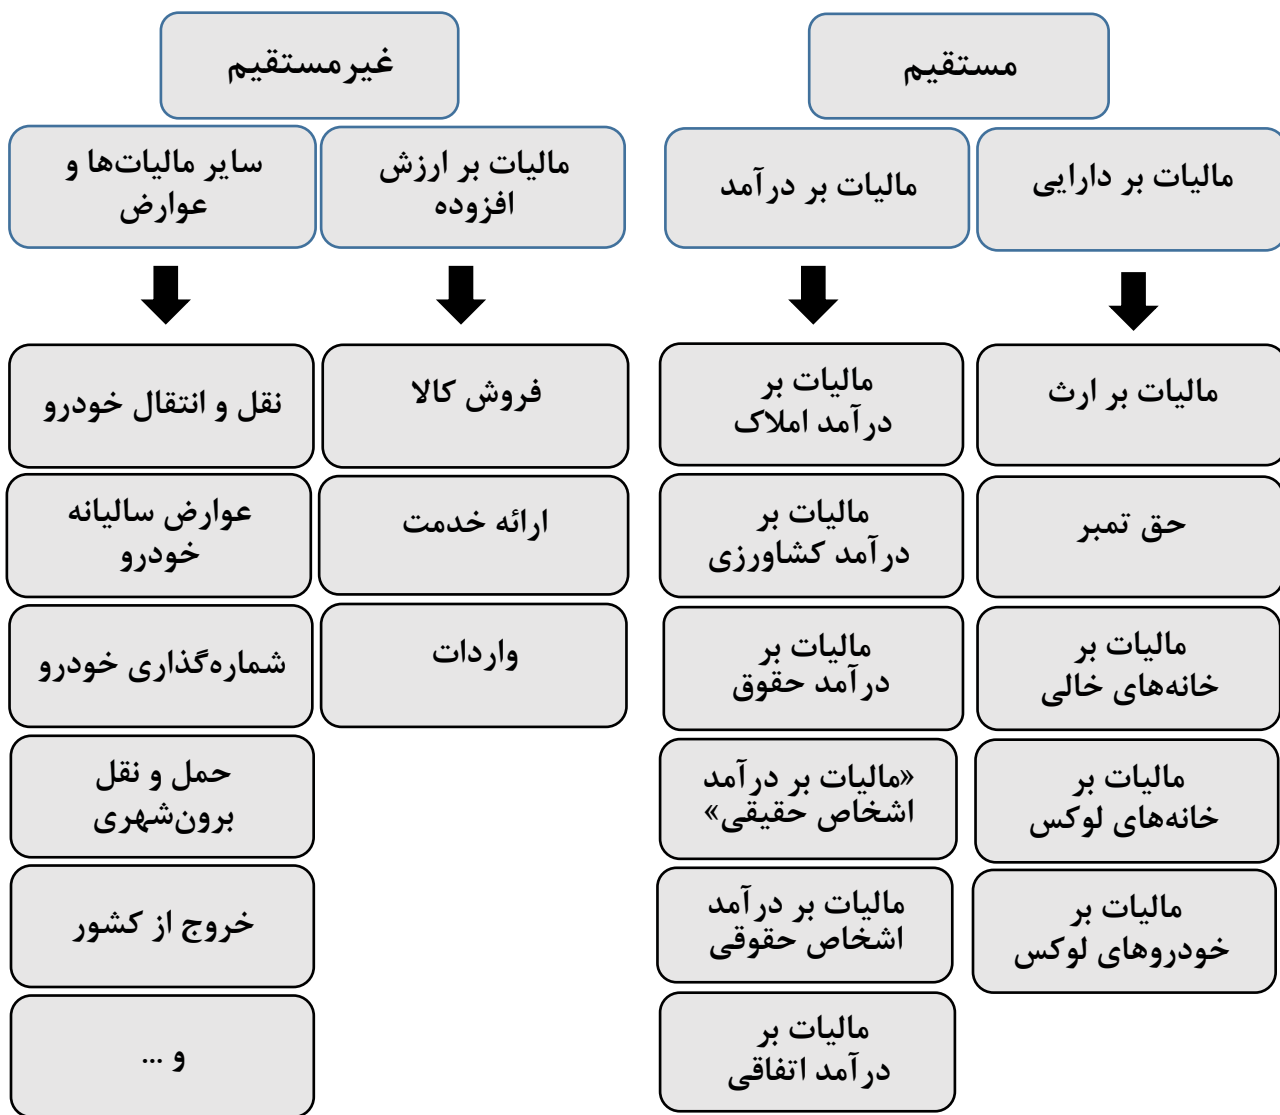 مستقیم
مالیات بر دارایی
مالیات بر ارث
حق تمبر
مالیات بر
خانه‌های خالی
مالیات بر
خانه‌های لوکس
مالیات بر
خودروهای لوکس
مالیات بر درآمد
مالیات بر
درآمد املاک
مالیات بر
درآمد کشاورزی
مالیات بر
درآمد حقوق
«مالیات بر درآمد
اشخاص حقیقی»
مالیات بر درآمد
اشخاص حقوقی
مالیات بر
درآمد اتفاقی
غیرمستقیم
مالیات بر ارزش
افزوده
فروش کالا
ارائه خدمت
واردات
سایر مالیات‌ها و
عوارض
نقل و انتقال خودرو
عوارض سالیانه
خودرو
شماره‌گذاری خودرو
حمل و نقل
برون‌شهری
خروج از کشور
و ...